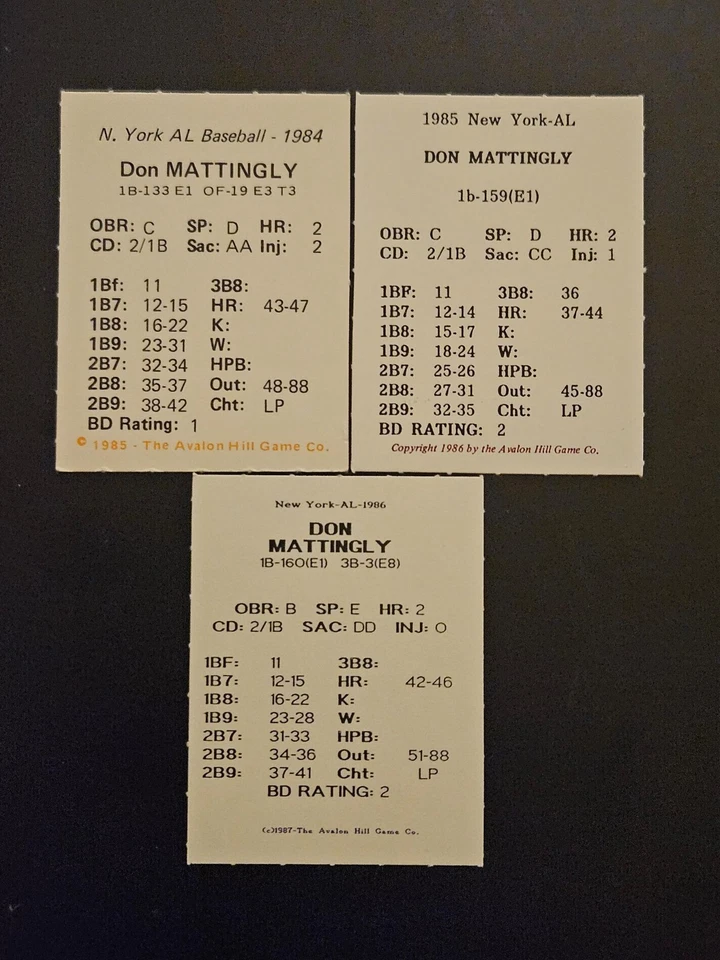 N. York AL Baseball - 1984
Don MATTINGLY
1B-133 E1 OF-19 E3 T3
OBR: C SP: D HR: 2
CD: 2/1B Sac: AA Inj: 2
1Bf: 11 3B8:
1B7: 12-15 HR: 43-47
1B8: 16-22 K:
1B9: 23-31 W:
2B7: 32-34 HPB:
2B8: 35-37 Out: 48-88
2B9: 38-42 Cht: LP
BD Rating: 1
© 1985 - The Avalon Hill Game Co.
1985 New York-AL
DON MATTINGLY
1b-159(E1)
OBR: C SP: D HR: 2
CD: 2/1B Sac: CC Inj: 1
1BF: 11 3B8: 36
1B7: 12-14 HR: 37-44
1B8: 15-17 K:
1B9: 18-24 W:
2B7: 25-26 HPB:
2B8: 27-31 Out: 45-88
2B9: 32-35 Cht: LP
BD RATING: 2
Copyright 1986 by the Avalon Hill Game Co.
New York-AL-1986
DON
MATTINGLY
1B-160(E1) 3B-3(E8)
OBR: B SP: E HR: 2
CD: 2/1B SAC: DD INJ: 0
1BF: 11 3B8:
1B7: 12-15 HR: 42-46
1B8: 16-22 K:
1B9: 23-28 W:
2B7: 31-33 HPB:
2B8: 34-36 Out: 51-88
2B9: 37-41 Cht: LP
BD RATING: 2
(c)1987-The Avalon Hill Game Co.